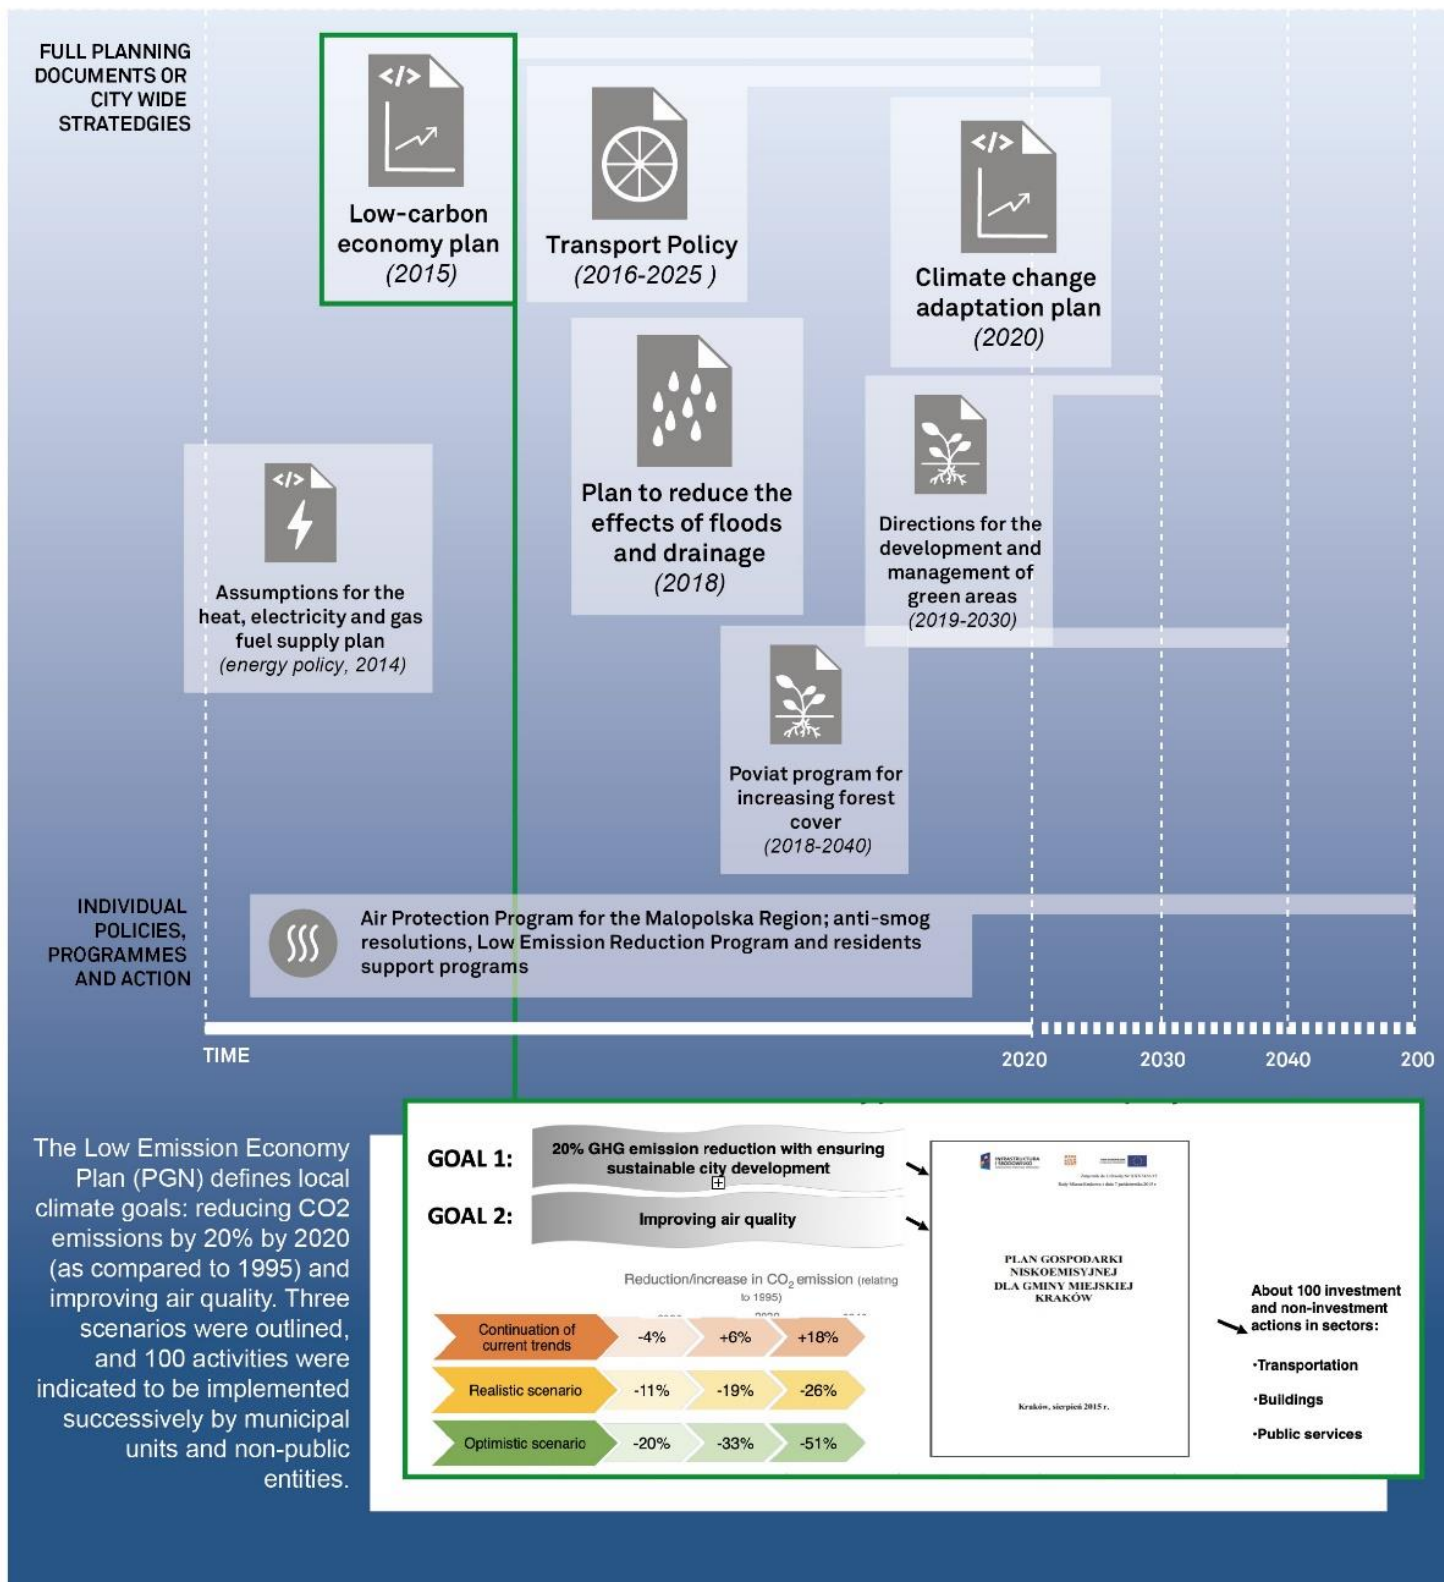 FULL PLANNING
DOCUMENTS OR
CITY WIDE
STRATEDGIES
</>
Low-carbon
economy plan
(2015)
Transport Policy
(2016-2025 )
</>
Climate change
adaptation plan
(2020)
Plan to reduce the
effects of floods
and drainage
(2018)
Directions for the
development and
management of
green areas
(2019-2030)
</>
Assumptions for the
heat, electricity and gas
fuel supply plan
(energy policy, 2014)
Poviat program for
increasing forest
cover
(2018-2040)
INDIVIDUAL
POLICIES,
PROGRAMMES
AND ACTION
Air Protection Program for the Malopolska Region; anti-smog
resolutions, Low Emission Reduction Program and residents
support programs
TIME
2020
2030
2040
200
The Low Emission Economy
Plan (PGN) defines local
climate goals: reducing CO2
emissions by 20% by 2020
(as compared to 1995) and
improving air quality. Three
scenarios were outlined,
and 100 activities were
indicated to be implemented
successively by municipal
units and non-public
entities.
GOAL 1:
20% GHG emission reduction with ensuring
sustainable city development
GOAL 2:
Improving air quality
Reduction/increase in CO₂ emission (relating
to 1995)
Continuation of
current trends
-4%
+6%
+18%
Realistic scenario
-11%
-19%
-26%
Optimistic scenario
-20%
-33%
-51%
INFRASTRUKTURA
I ŚRODOWISKO
PLAN GOSPODARKI
NISKOEMISYJNEJ
DLA GMINY MIEJSKIEJ
KRAKÓW
Kraków, sierpień 2015 r.
About 100 investment
and non-investment
actions in sectors:
•Transportation
•Buildings
•Public services